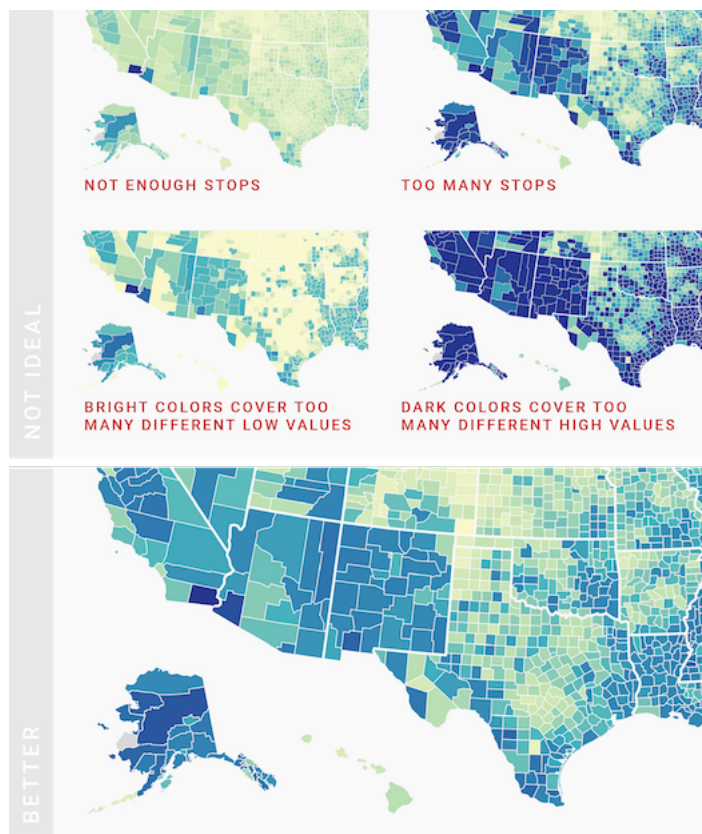 NOT IDEAL
NOT ENOUGH STOPS
TOO MANY STOPS
BRIGHT COLORS COVER TOO
MANY DIFFERENT LOW VALUES
DARK COLORS COVER TOO
MANY DIFFERENT HIGH VALUES
BETTER